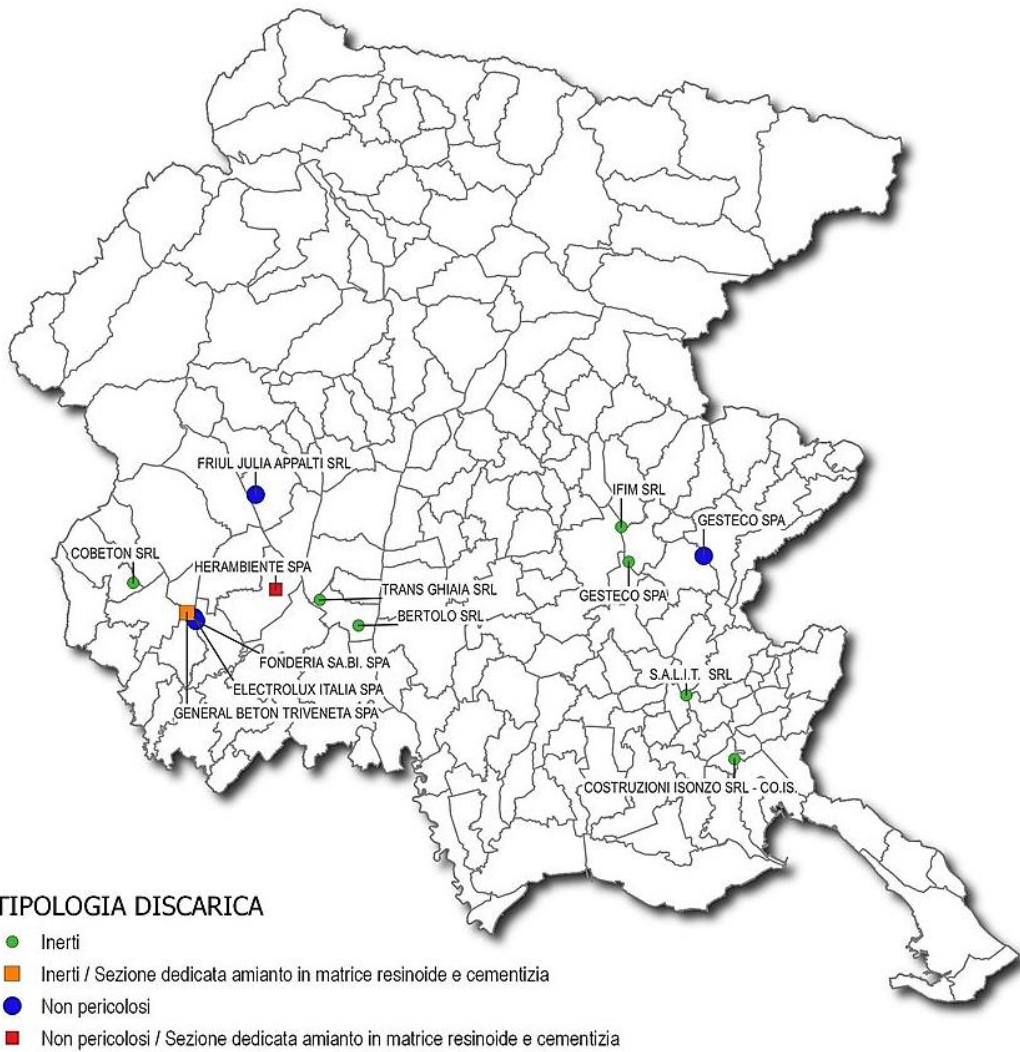 FRIUL JULIA APPALTI SRL
IFIM SRL
GESTECO SPA
COBETON SRL
HERAMBIENTE SPA
TRANS GHIAIA SRL
GESTECO SPA
BERTOLO SRL
FONDERIA SA.BI. SPA
S.A.L.I.T. SRL
ELECTROLUX ITALIA SPA
GENERAL BETON TRIVENETA SPA
COSTRUZIONI ISONZO SRL - CO.IS.
TIPOLOGIA DISCARICA
Inerti
Inerti / Sezione dedicata amianto in matrice resinoide e cementizia
Non pericolosi
Non pericolosi / Sezione dedicata amianto in matrice resinoide e cementizia